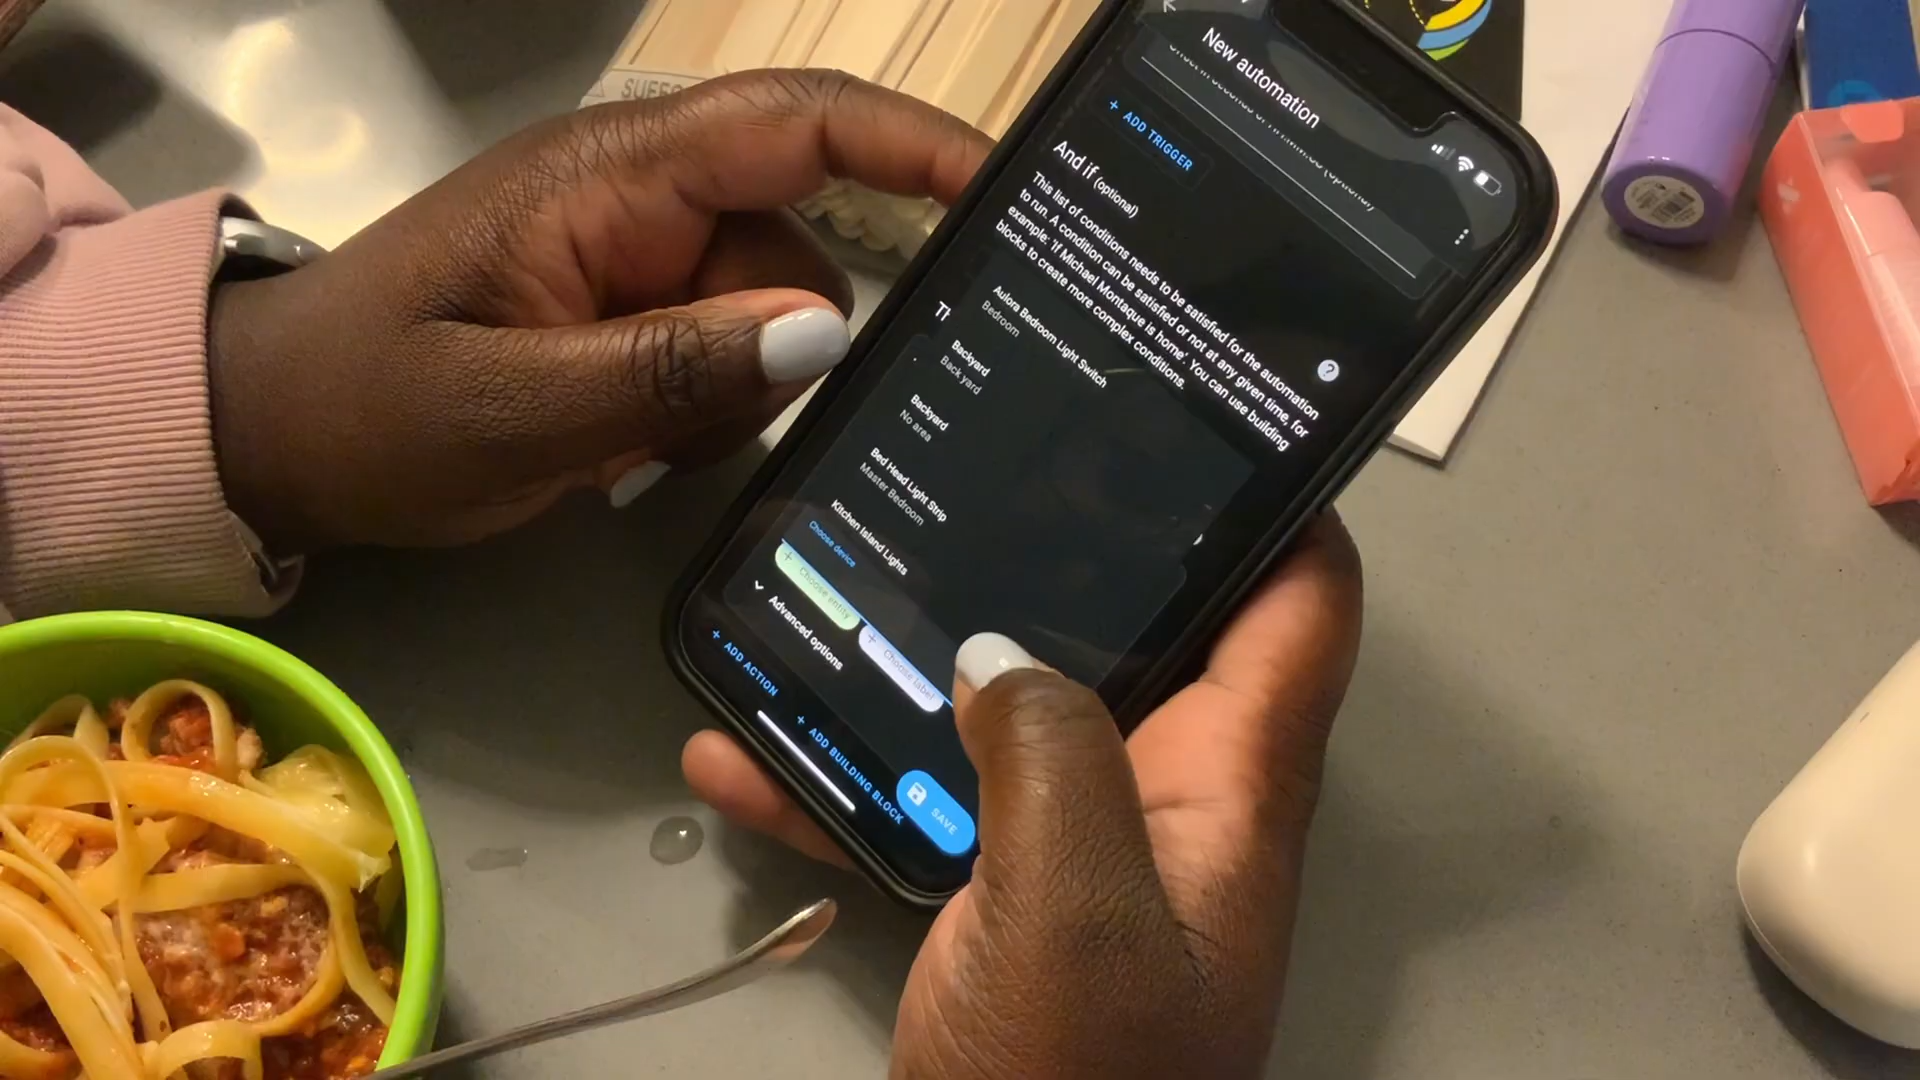 New automation
+ ADD TRIGGER
And if (optional)
This list of conditions needs to be satisfied for the automation
to run. A condition can be satisfied or not at any given time, for
example: 'If Michael Montaque is home'. You can use building
blocks to create more complex conditions.
?
Th
Aulora Bedroom Light Switch
Bedroom
Backyard
Back yard
Backyard
No area
Bed Head Light Strip
Master Bedroom
Kitchen Island Lights
Choose device
+ Choose entity
+ Choose label
Advanced options
+ ADD ACTION
+ ADD BUILDING BLOCK
SAVE